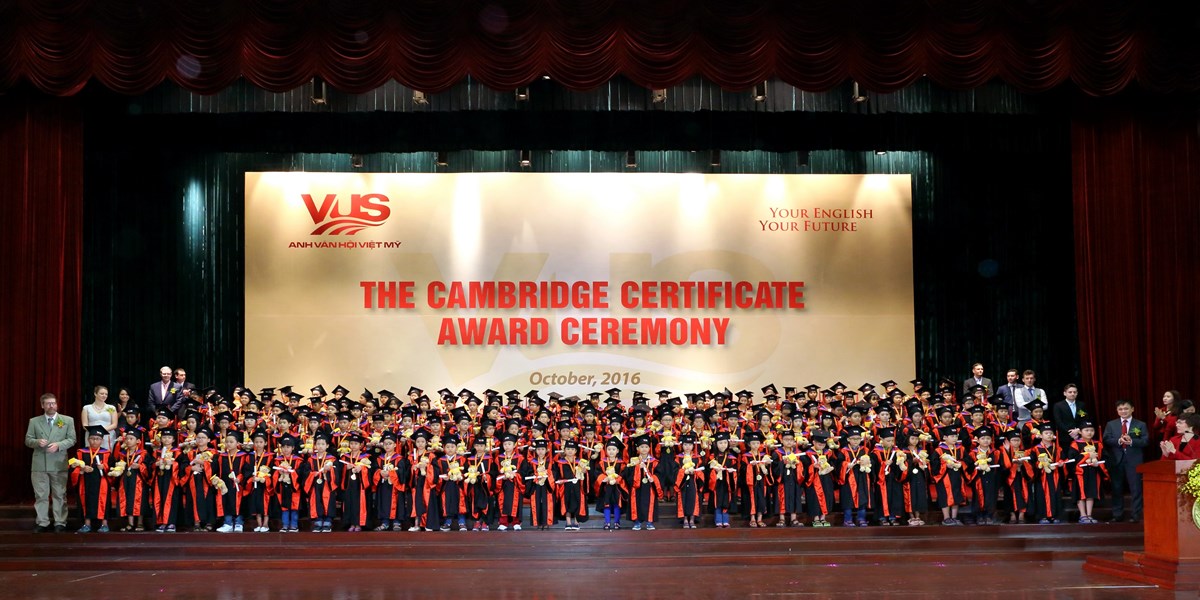 VUS
ANH VĂN HỘI VIỆT MỸ
YOUR ENGLISH
YOUR FUTURE
THE CAMBRIDGE CERTIFICATE
AWARD CEREMONY
October, 2016